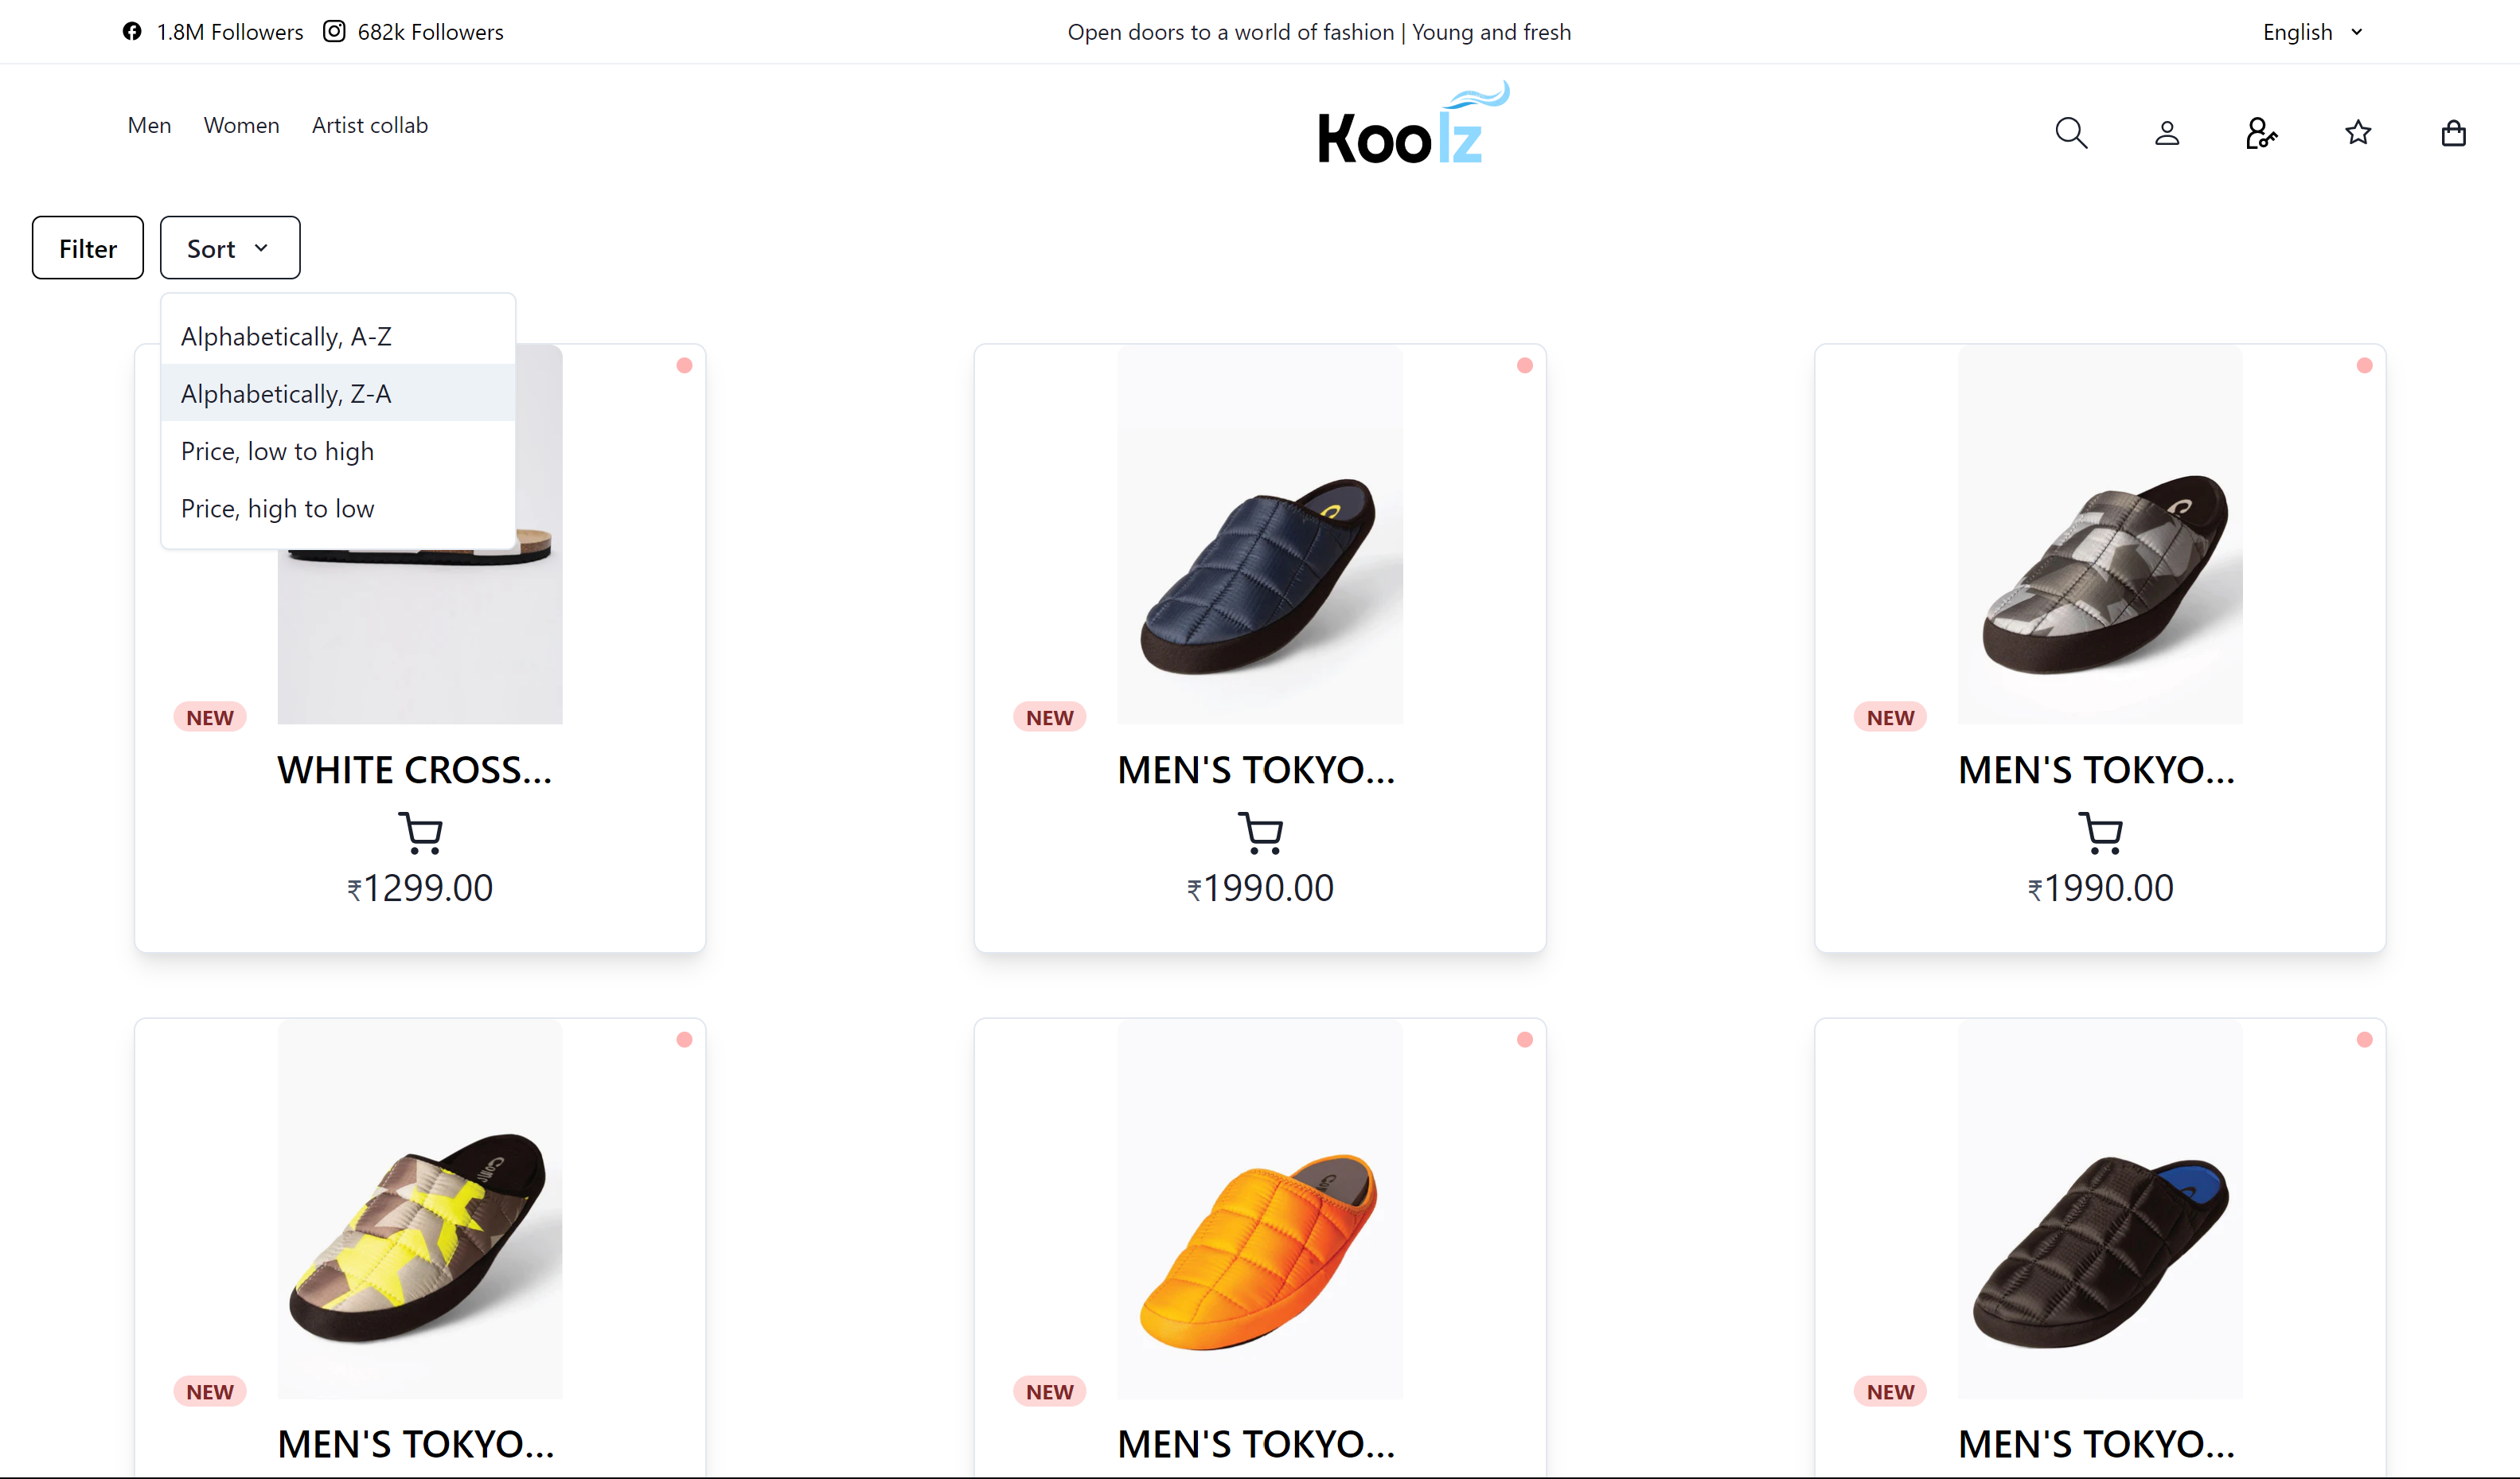 1.8M Followers 682k Followers
Open doors to a world of fashion | Young and fresh
English
Men Women Artist collab
Koolz
Filter Sort
Alphabetically, A-Z
Alphabetically, Z-A
Price, low to high
Price, high to low
NEW
WHITE CROSS...
₹1299.00
NEW
MEN'S TOKYO...
₹1990.00
NEW
MEN'S TOKYO...
₹1990.00
NEW
MEN'S TOKYO...
NEW
MEN'S TOKYO...
NEW
MEN'S TOKYO...